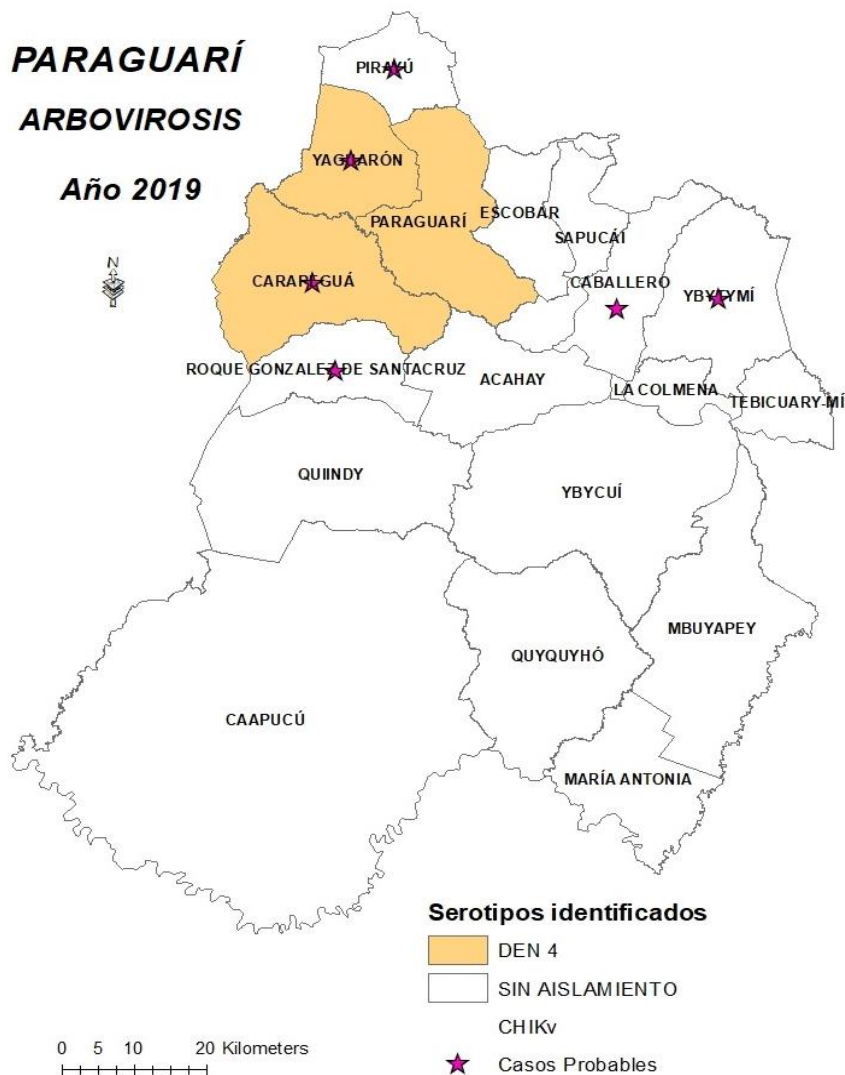 PARAGUARÍ
ARBOVIROSIS
Año 2019
N
PIRAYÚ
YAGUARÓN
PARAGUARÍ
ESCOBAR
SAPUCÁI
CARAPEGUÁ
CABALLERO
YBYTYMÍ
ROQUE GONZALEZ DE SANTACRUZ
ACAHAY
LA COLMENA
TEBICUARY-MÍ
QUIINDY
YBYCUÍ
MBUYAPEY
QUYQUYHÓ
CAAPUCÚ
MARÍA ANTONIA
Serotipos identificados
DEN 4
SIN AISLAMIENTO
CHIKv
Casos Probables
0 5 10 20 Kilometers